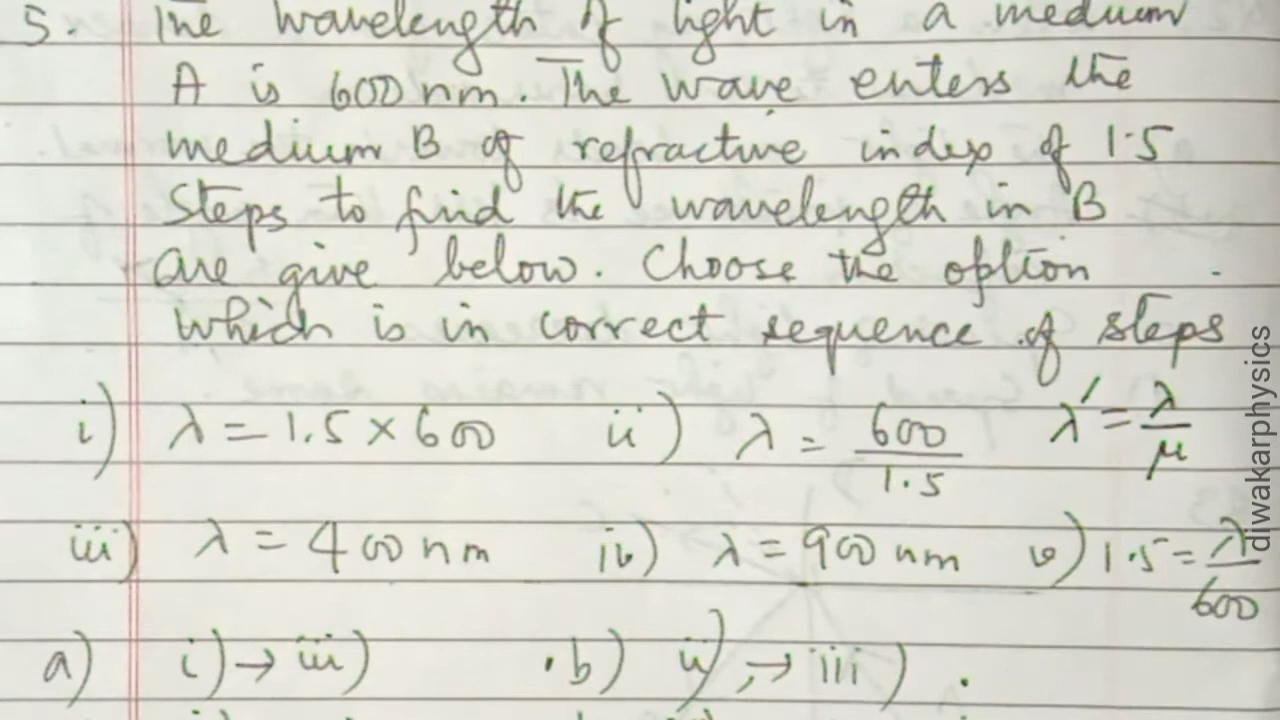 5. The wavelength of light in a medium
A is 600 nm. The wave enters the
medium B of refractive index of 1.5
Steps to find the wavelength in B
are give below. Choose the option
which is in correct sequence of steps
i) λ = 1.5 × 600 ii) λ = 600/1.5 λ' = λ/μ
iii) λ = 400 nm iv) λ = 900 nm v) 1.5 = λ/600
a) i) → iii) b) ii) → iii)
diwakarphysics